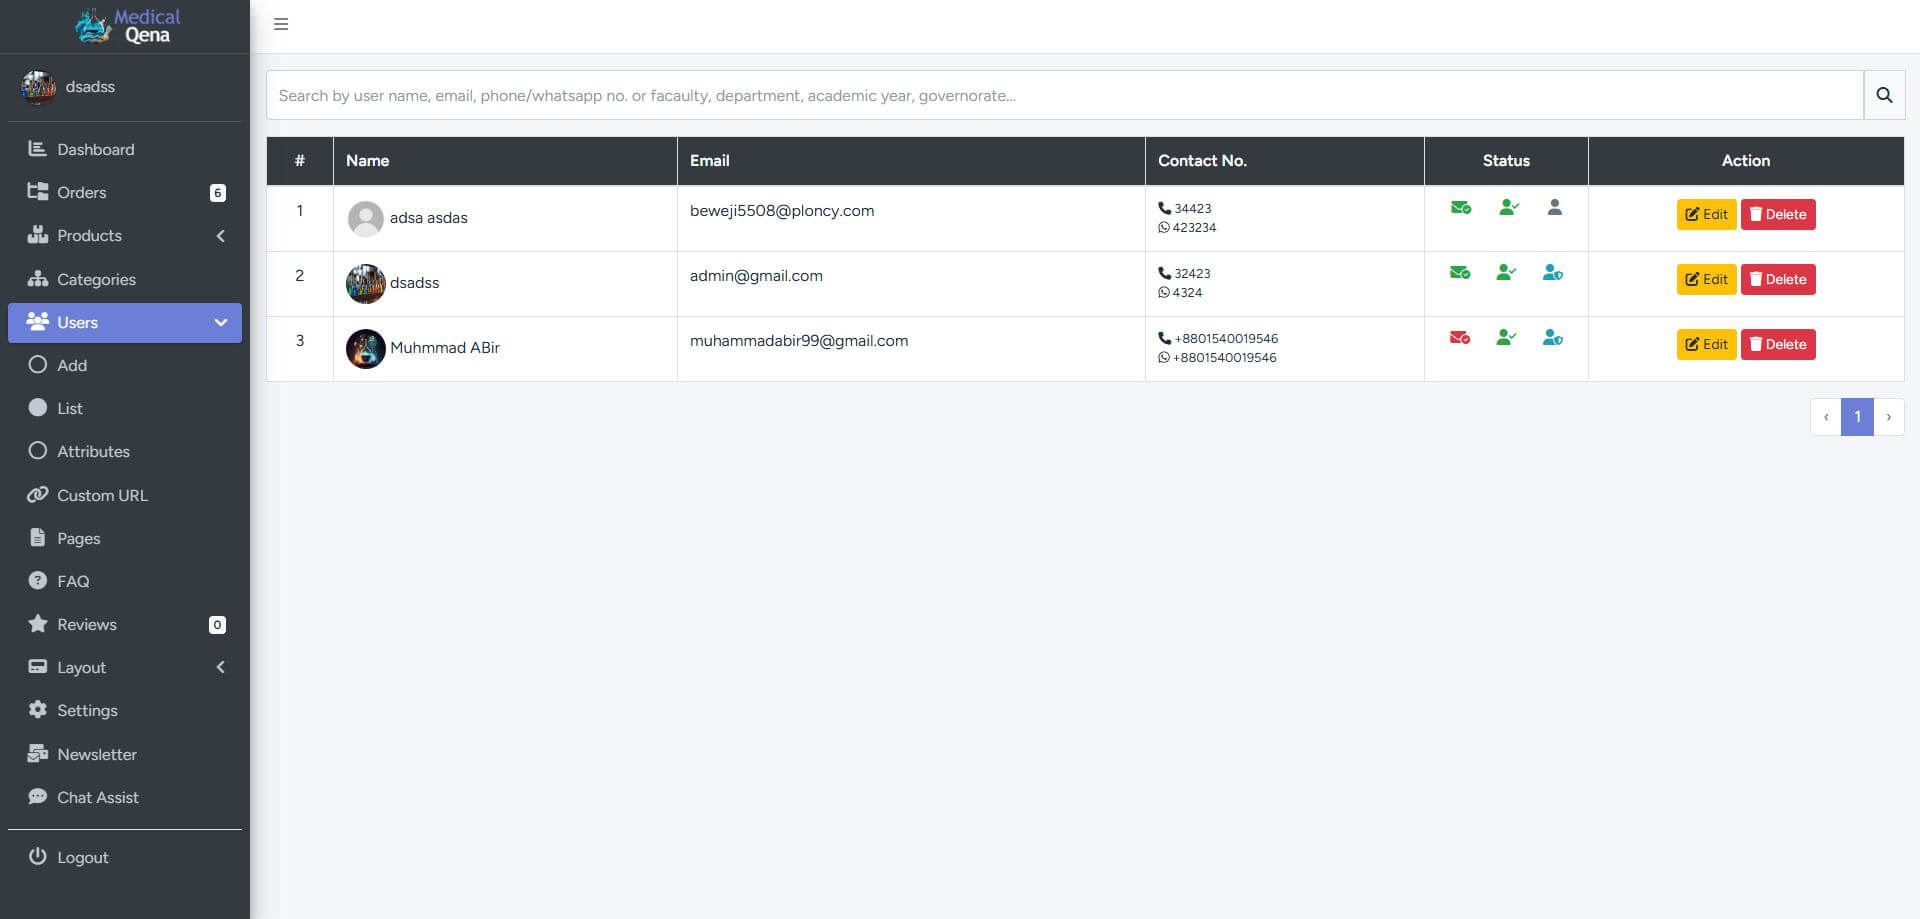 Medical
Qena
dsadss
Dashboard
Orders 6
Products
Categories
Users
Add
List
Attributes
Custom URL
Pages
FAQ
Reviews 0
Layout
Settings
Newsletter
Chat Assist
Logout
Search by user name, email, phone/whatsapp no. or facaulty, department, academic year, governorate...
# Name Email Contact No. Status Action
1 adsa asdas beweji5508@ploncy.com 34423 Edit Delete
423234
2 dsadss admin@gmail.com 32423 Edit Delete
4324
3 Muhmmad ABir muhammadabir99@gmail.com +8801540019546 Edit Delete
+8801540019546
‹ 1 ›